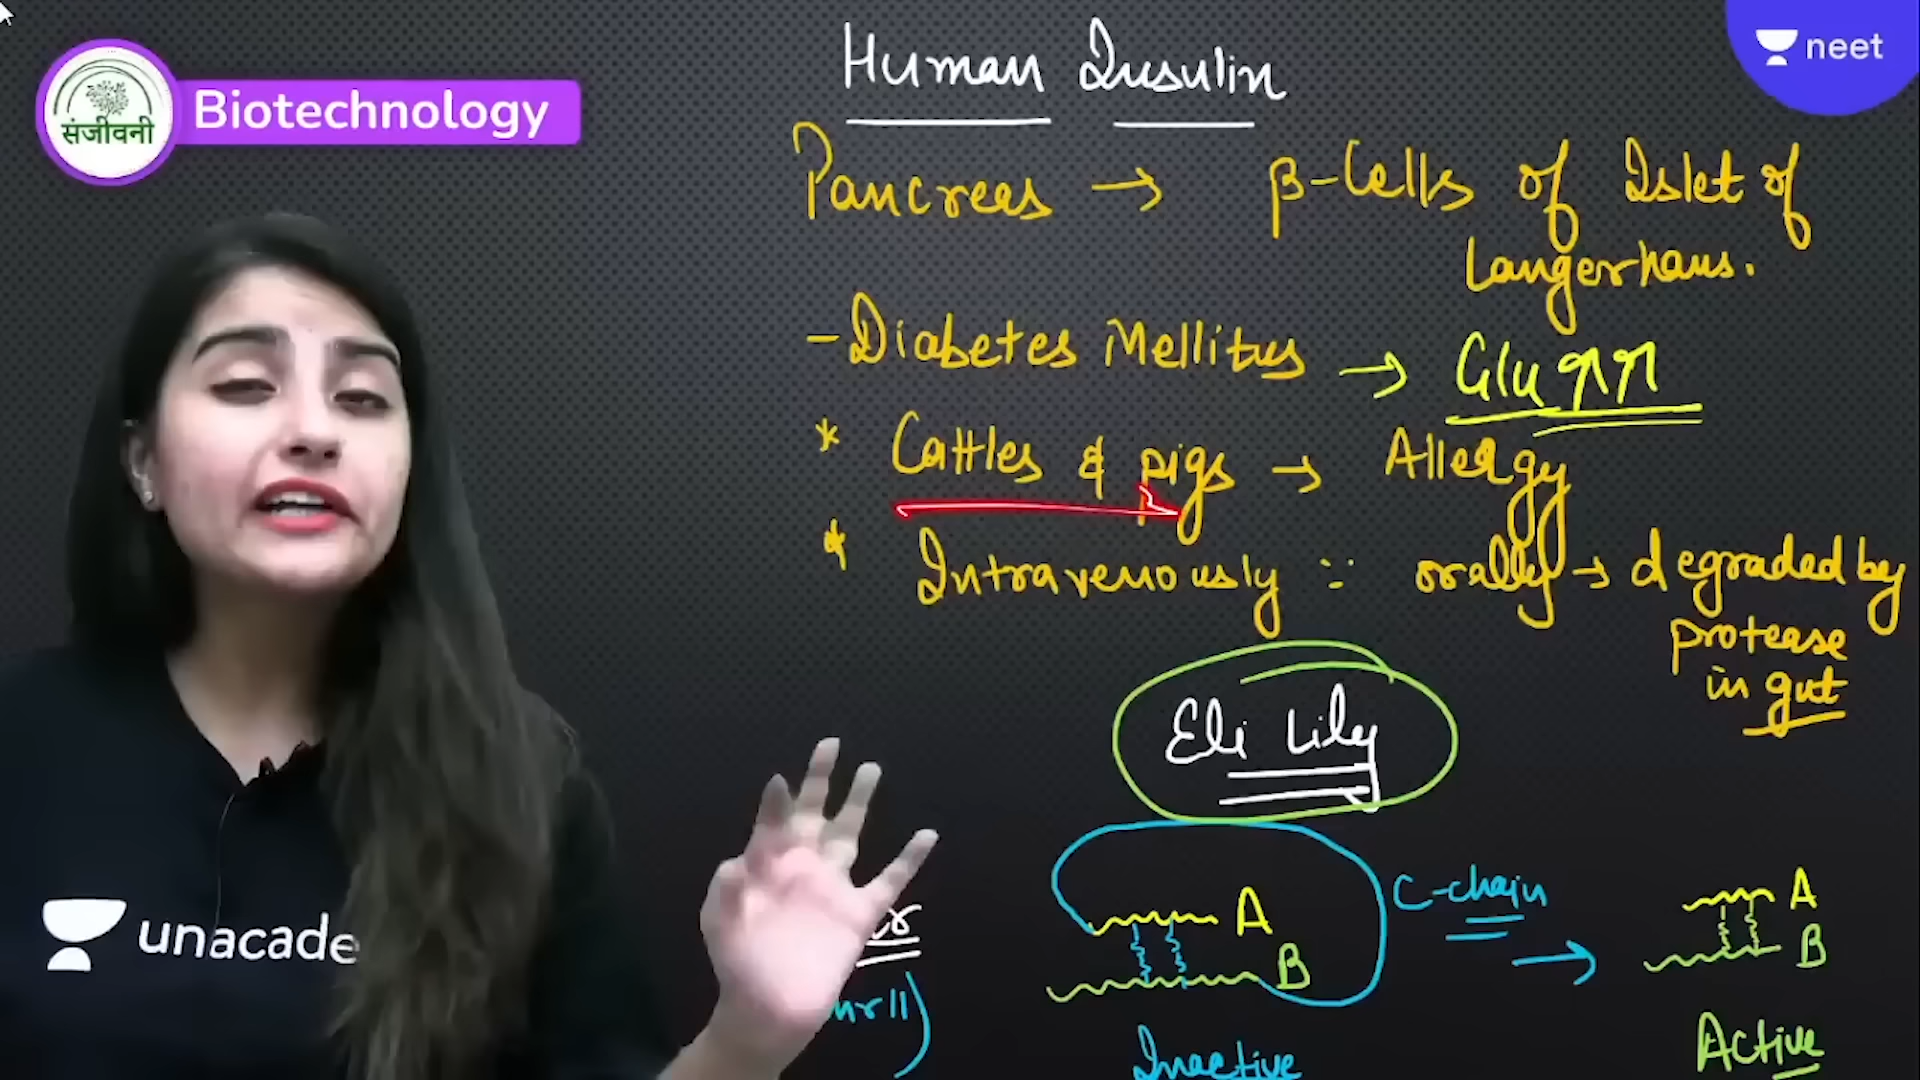 Human Insulin
neet
संजीवनी
Biotechnology
Pancreas → β-Cells of Islet of
Langerhans.
- Diabetes Mellitus → Glu ↑↑
* Cattles & pigs → Allergy
* Intravenously ∵ orally → degraded by
protease
in gut
Eli Lily
C-chain
A
B
→
A
B
Inactive
Active
unacade